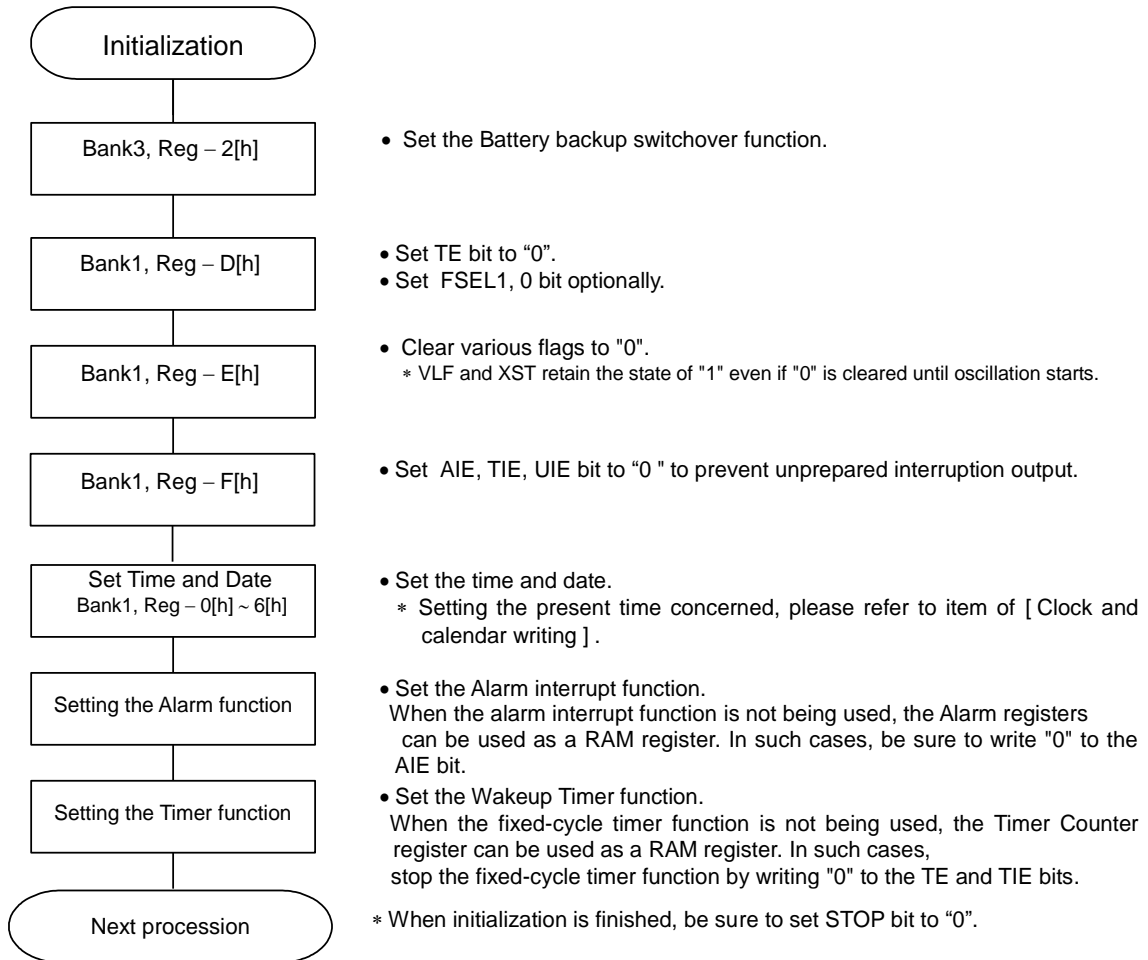 Initialization
Bank3, Reg – 2[h]
• Set the Battery backup switchover function.
Bank1, Reg – D[h]
• Set TE bit to “0”.
• Set FSEL1, 0 bit optionally.
Bank1, Reg – E[h]
• Clear various flags to "0".
* VLF and XST retain the state of "1" even if "0" is cleared until oscillation starts.
Bank1, Reg – F[h]
• Set AIE, TIE, UIE bit to “0 " to prevent unprepared interruption output.
Set Time and Date
Bank1, Reg – 0[h] ~ 6[h]
• Set the time and date.
* Setting the present time concerned, please refer to item of [ Clock and
calendar writing ] .
Setting the Alarm function
• Set the Alarm interrupt function.
When the alarm interrupt function is not being used, the Alarm registers
can be used as a RAM register. In such cases, be sure to write "0" to the
AIE bit.
Setting the Timer function
• Set the Wakeup Timer function.
When the fixed-cycle timer function is not being used, the Timer Counter
register can be used as a RAM register. In such cases,
stop the fixed-cycle timer function by writing "0" to the TE and TIE bits.
Next procession
* When initialization is finished, be sure to set STOP bit to “0”.